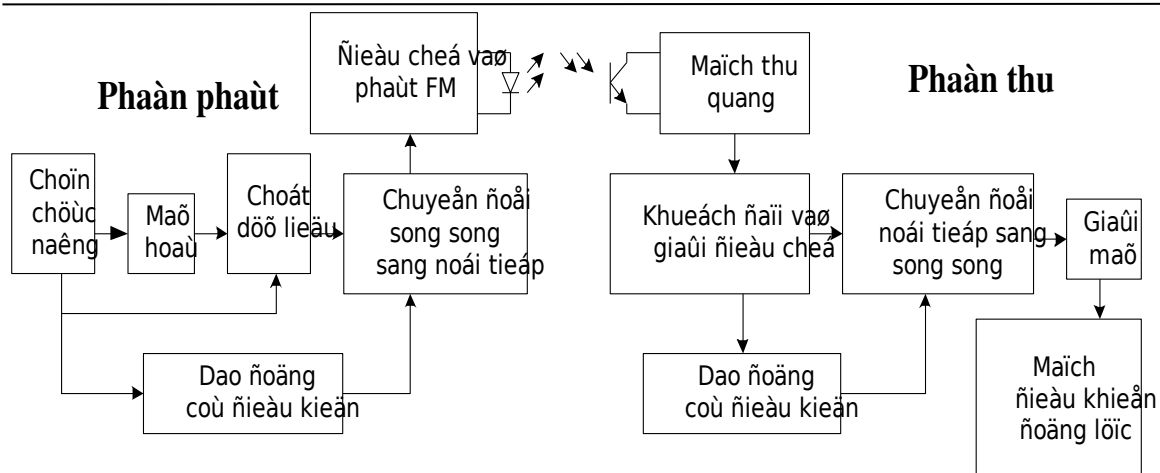 Phaàn phaùt
Ñieàu cheá vaø
phaùt FM
Maïch thu
quang
Phaàn thu
Choïn
chöùc
naêng
Maõ
hoaù
Choát
döõ lieäu
Chuyeån ñoåi
song song
sang noái tieáp
Khueách ñaïi vaø
giaûi ñieàu cheá
Chuyeån ñoåi
noái tieáp sang
song song
Giaûi
maõ
Dao ñoäng
coù ñieàu kieän
Dao ñoäng
coù ñieàu kieän
Maïch
ñieàu khieån
ñoäng löïc